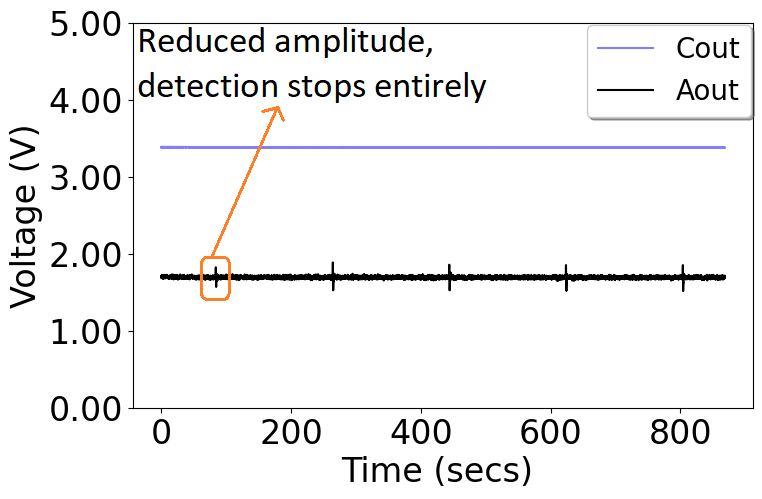 Reduced amplitude,
detection stops entirely
Cout
Aout
5.00
4.00
3.00
2.00
1.00
0.00
Voltage (V)
0 200 400 600 800
Time (secs)